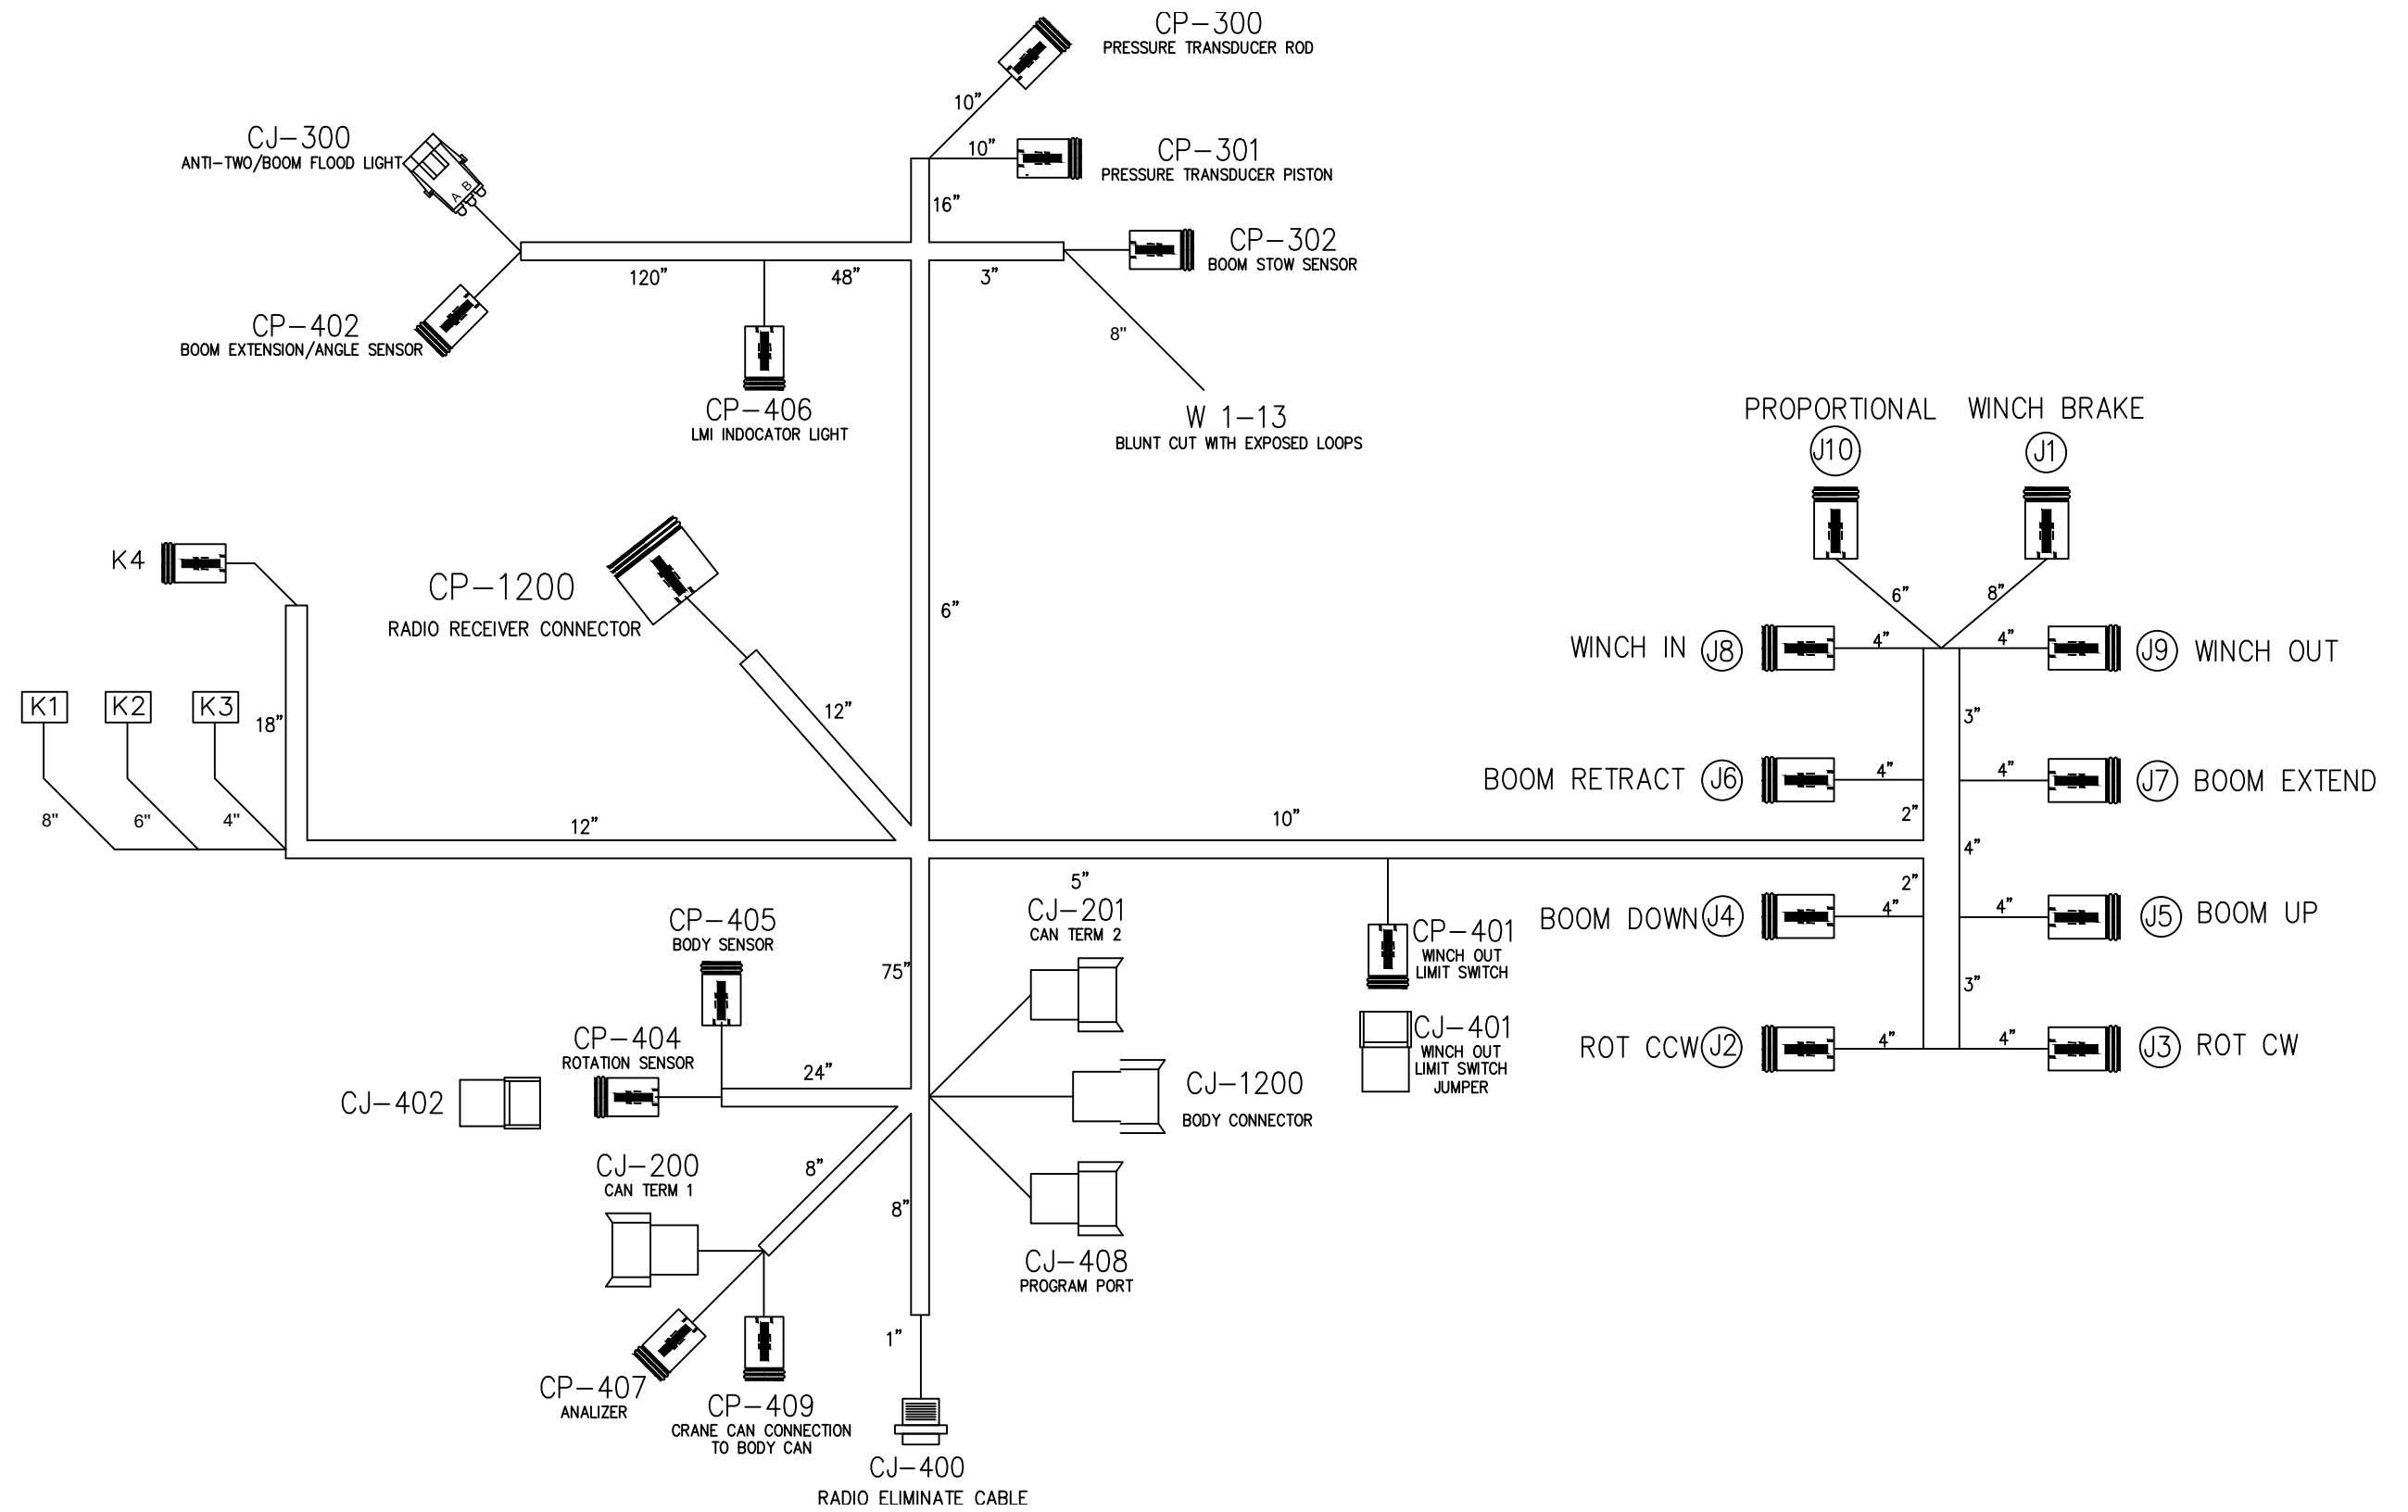 CP-300
PRESSURE TRANSDUCER ROD
10"
CJ-300
ANTI-TWO/BOOM FLOOD LIGHT
A
B
10"
CP-301
PRESSURE TRANSDUCER PISTON
16"
CP-302
BOOM STOW SENSOR
120"
48"
3"
CP-402
BOOM EXTENSION/ANGLE SENSOR
8"
CP-406
LMI INDOCATOR LIGHT
W 1-13
BLUNT CUT WITH EXPOSED LOOPS
PROPORTIONAL
WINCH BRAKE
J10
J1
K4
CP-1200
RADIO RECEIVER CONNECTOR
6"
6"
8"
WINCH IN
J8
4"
4"
J9
WINCH OUT
K1
K2
K3
18"
12"
3"
BOOM RETRACT
J6
4"
4"
J7
BOOM EXTEND
8"
6"
4"
12"
10"
2"
4"
5"
2"
CP-405
BODY SENSOR
CJ-201
CAN TERM 2
CP-401
WINCH OUT
LIMIT SWITCH
BOOM DOWN
J4
4"
4"
J5
BOOM UP
75"
3"
CP-404
ROTATION SENSOR
CJ-401
WINCH OUT
LIMIT SWITCH
JUMPER
ROT CCW
J2
4"
4"
J3
ROT CW
24"
CJ-402
CJ-1200
BODY CONNECTOR
CJ-200
CAN TERM 1
8"
8"
CJ-408
PROGRAM PORT
1"
CP-407
ANALIZER
CP-409
CRANE CAN CONNECTION
TO BODY CAN
CJ-400
RADIO ELIMINATE CABLE